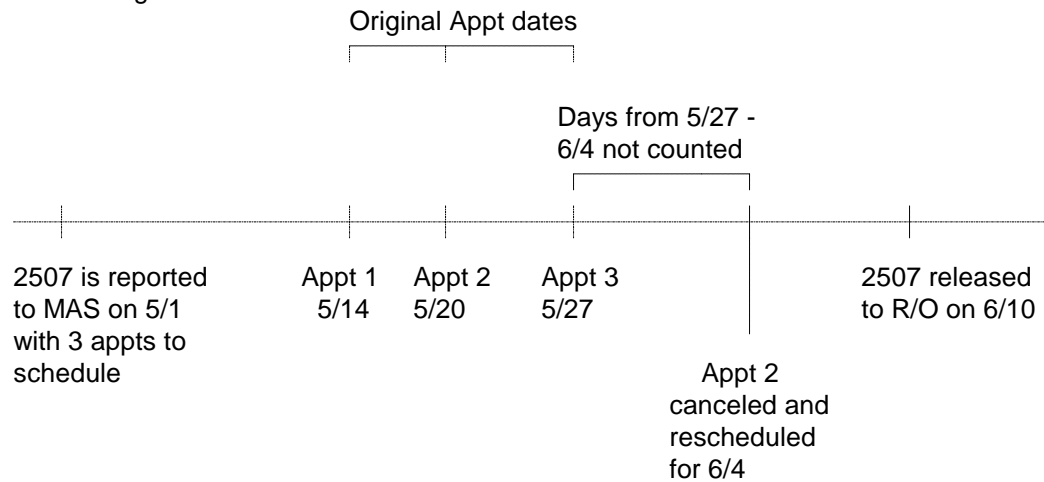 Original Appt dates
Days from 5/27 -
6/4 not counted
2507 is reported
to MAS on 5/1
with 3 appts to
schedule
Appt 1
5/14
Appt 2
5/20
Appt 3
5/27
2507 released
to R/O on 6/10
Appt 2
canceled and
rescheduled
for 6/4